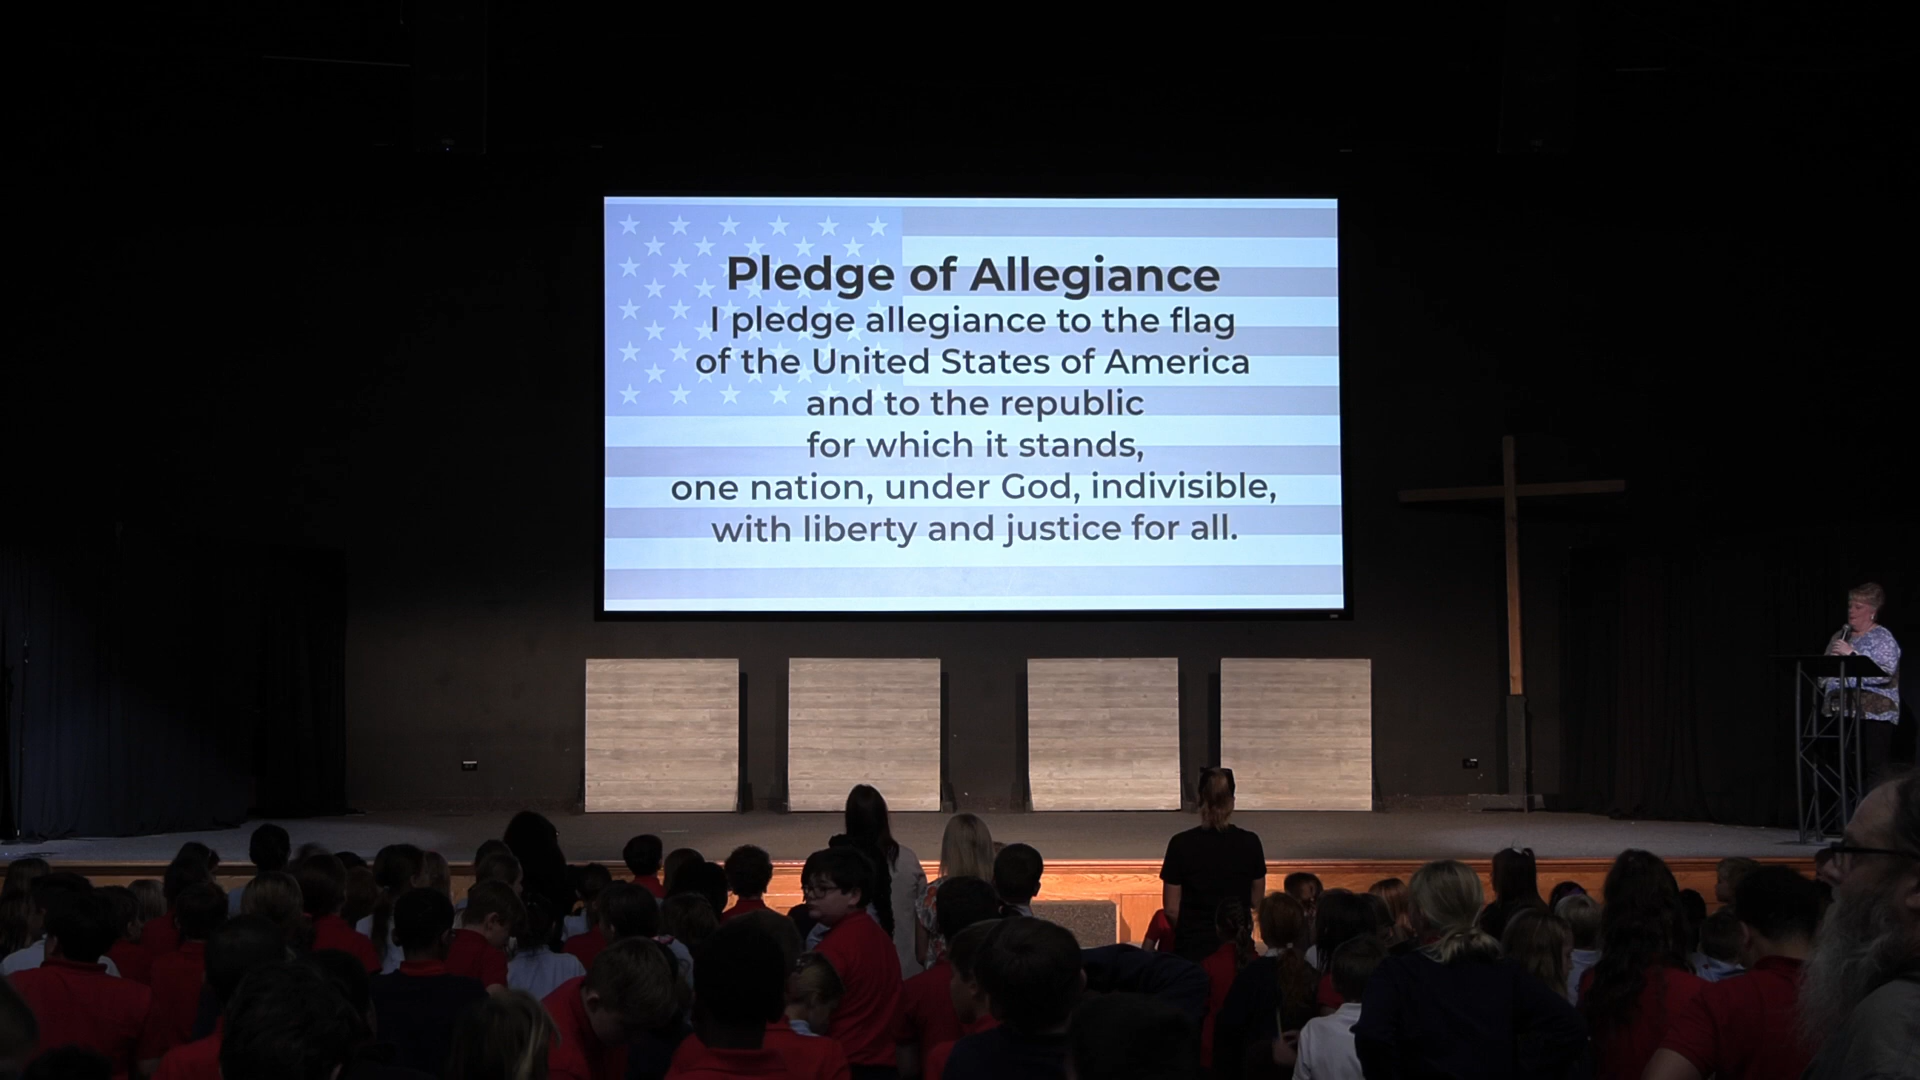 Pledge of Allegiance
I pledge allegiance to the flag
of the United States of America
and to the republic
for which it stands,
one nation, under God, indivisible,
with liberty and justice for all.